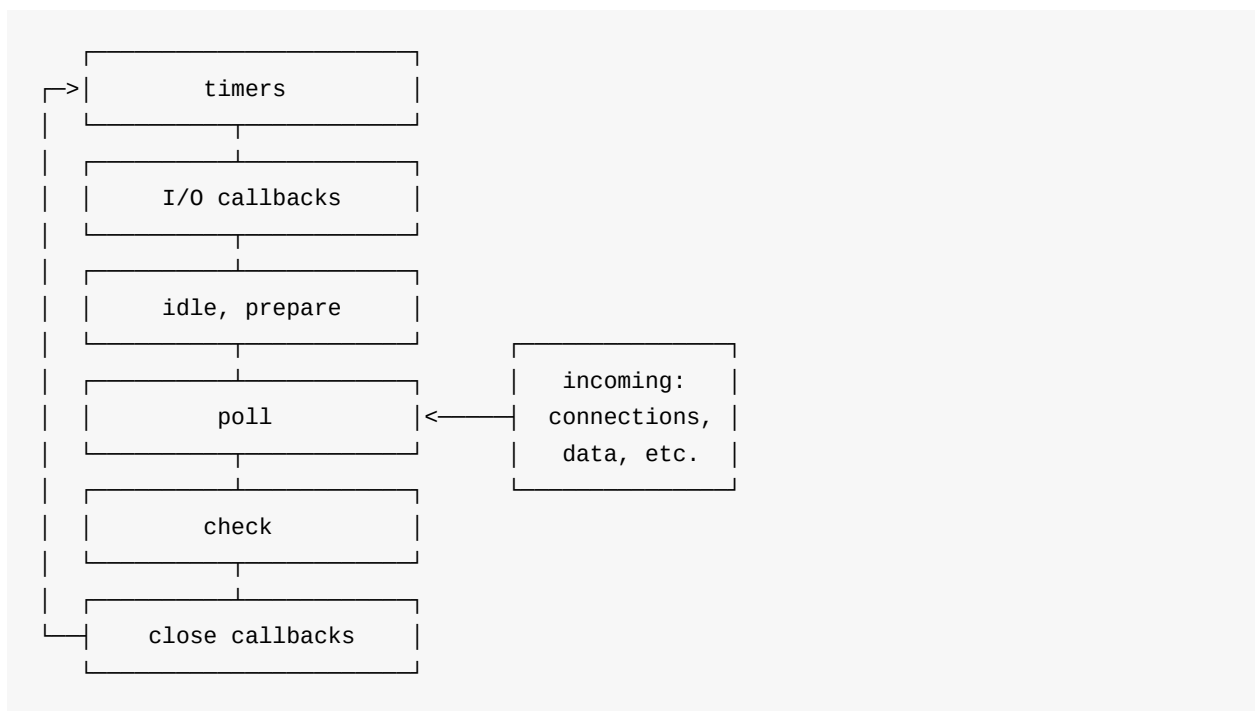 timers
I/O callbacks
idle, prepare
incoming:
poll
connections,
data, etc.
check
close callbacks